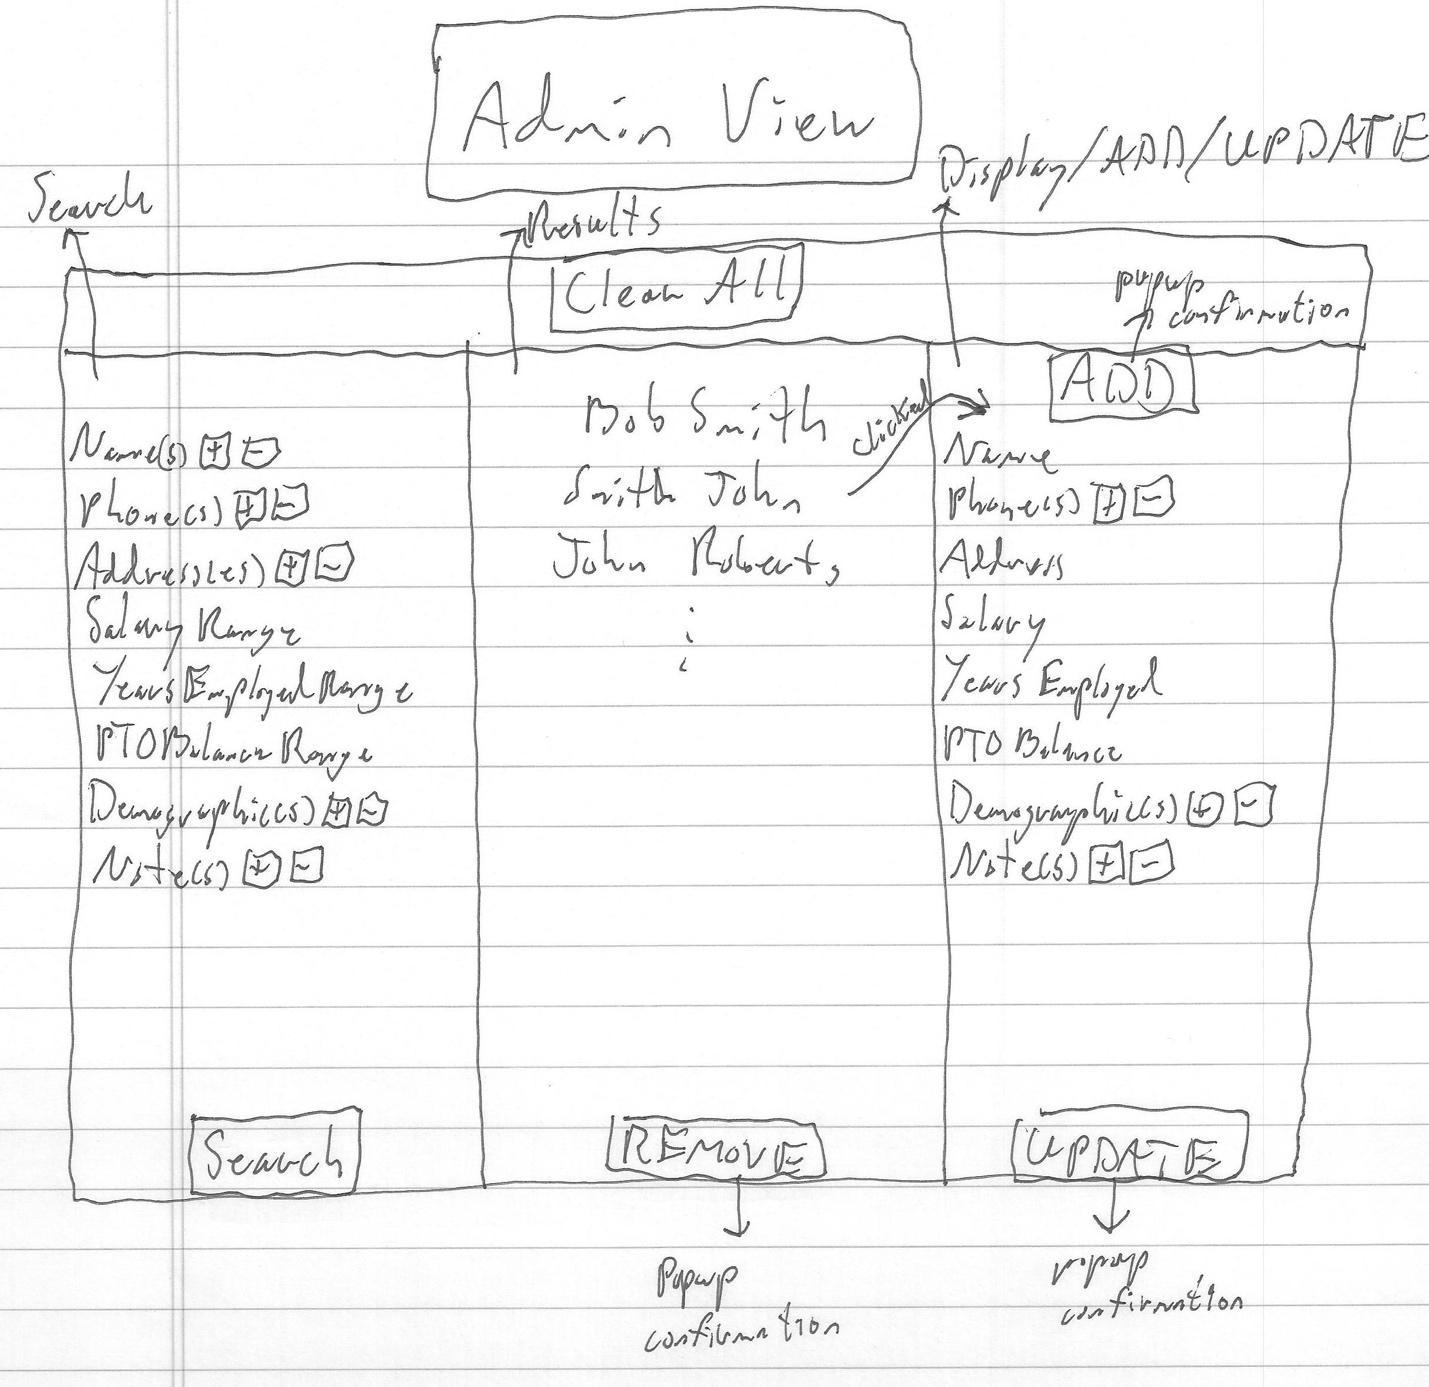 Admin View
Search
Results
Display/ADD/UPDATE
Clear All
popup
confirmation
ADD
Name(s) + -
Phone(s) + -
Address(es) + -
Salary Range
Years Employed Range
PTO Balance Range
Demographic(s) + -
Note(s) + -
Search
Bob Smith
Smith John
John Roberts
clicked
REMOVE
Popup
confirmation
Name
Phone(s) + -
Address
Salary
Years Employed
PTO Balance
Demographic(s) + -
Note(s) + -
UPDATE
popup
confirmation